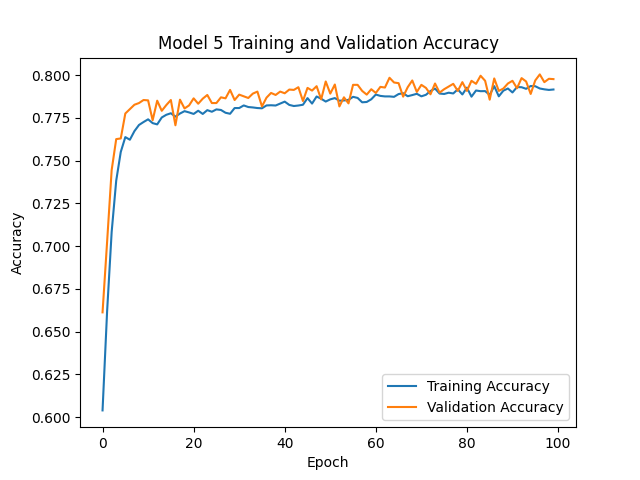 Model 5 Training and Validation Accuracy
0.800
0.775
0.750
0.725
0.700
0.675
0.650
0.625
0.600
Accuracy
Training Accuracy
Validation Accuracy
0 20 40 60 80 100
Epoch